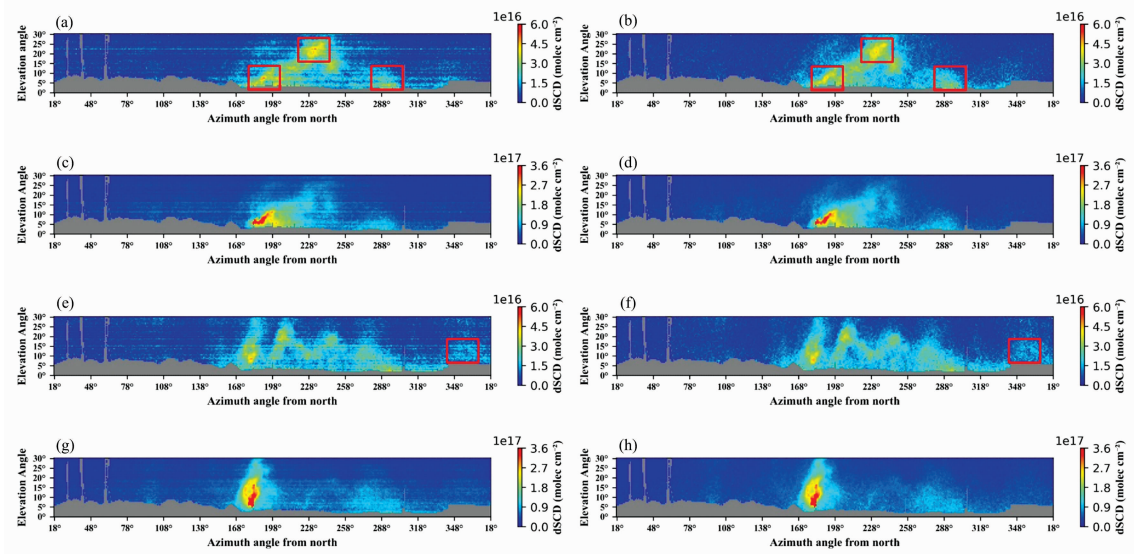 (a)
1e16
Elevation angle
30°
25°
20°
15°
10°
5°
0°
18° 48° 78° 108° 138° 168° 198° 228° 258° 288° 318° 348° 18°
Azimuth angle from north
6.0
4.5
3.0
1.5
0.0
dSCD (molec cm⁻²)
(b)
1e16
Elevation angle
30°
25°
20°
15°
10°
5°
0°
18° 48° 78° 108° 138° 168° 198° 228° 258° 288° 318° 348° 18°
Azimuth angle from north
6.0
4.5
3.0
1.5
0.0
dSCD (molec cm⁻²)
(c)
1e17
Elevation Angle
30°
25°
20°
15°
10°
5°
0°
18° 48° 78° 108° 138° 168° 198° 228° 258° 288° 318° 348° 18°
Azimuth angle from north
3.6
2.7
1.8
0.9
0.0
dSCD (molec cm⁻²)
(d)
1e17
Elevation Angle
30°
25°
20°
15°
10°
5°
0°
18° 48° 78° 108° 138° 168° 198° 228° 258° 288° 318° 348° 18°
Azimuth angle from north
3.6
2.7
1.8
0.9
0.0
dSCD (molec cm⁻²)
(e)
1e16
Elevation Angle
30°
25°
20°
15°
10°
5°
0°
18° 48° 78° 108° 138° 168° 198° 228° 258° 288° 318° 348° 18°
Azimuth angle from north
6.0
4.5
3.0
1.5
0.0
dSCD (molec cm⁻²)
(f)
1e16
Elevation Angle
30°
25°
20°
15°
10°
5°
0°
18° 48° 78° 108° 138° 168° 198° 228° 258° 288° 318° 348° 18°
Azimuth angle from north
6.0
4.5
3.0
1.5
0.0
dSCD (molec cm⁻²)
(g)
1e17
Elevation Angle
30°
25°
20°
15°
10°
5°
0°
18° 48° 78° 108° 138° 168° 198° 228° 258° 288° 318° 348° 18°
Azimuth angle from north
3.6
2.7
1.8
0.9
0.0
dSCD (molec cm⁻²)
(h)
1e17
Elevation Angle
30°
25°
20°
15°
10°
5°
0°
18° 48° 78° 108° 138° 168° 198° 228° 258° 288° 318° 348° 18°
Azimuth angle from north
3.6
2.7
1.8
0.9
0.0
dSCD (molec cm⁻²)